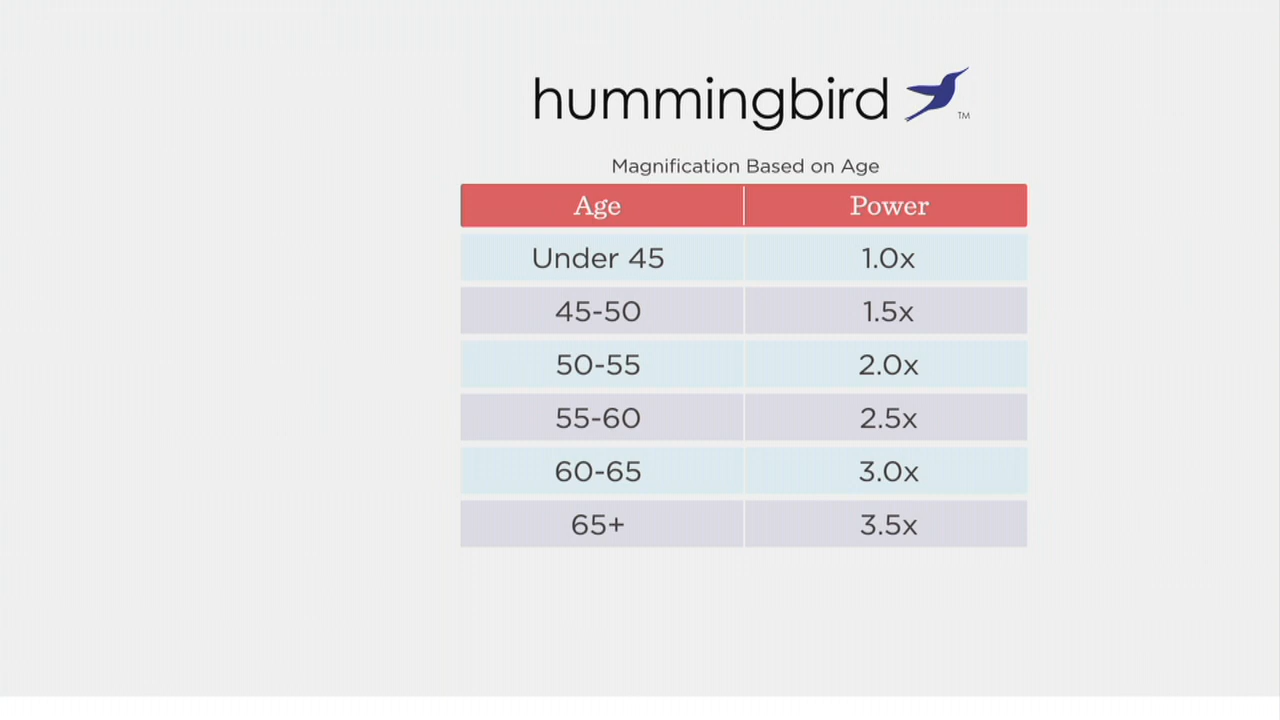 hummingbird TM
Magnification Based on Age
Age Power
Under 45 1.0x
45-50 1.5x
50-55 2.0x
55-60 2.5x
60-65 3.0x
65+ 3.5x